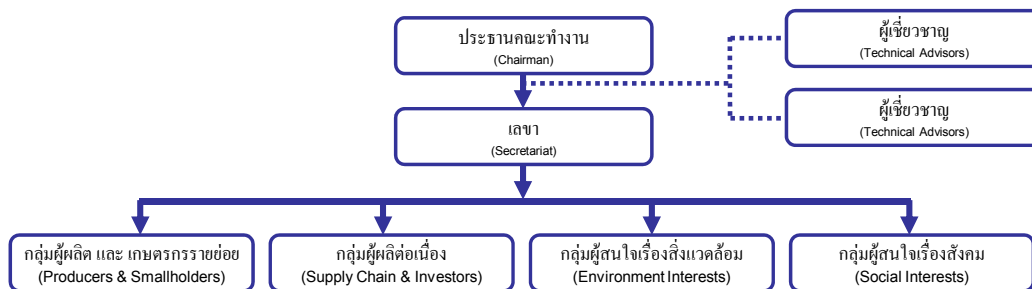 ประธานคณะทำงาน
(Chairman)
ผู้เชี่ยวชาญ
(Technical Advisors)
ผู้เชี่ยวชาญ
(Technical Advisors)
เลขา
(Secretariat)
กลุ่มผู้ผลิต และ เกษตรกรรายย่อย
(Producers & Smallholders)
กลุ่มผู้ผลิตต่อเนื่อง
(Supply Chain & Investors)
กลุ่มผู้สนใจเรื่องสิ่งแวดล้อม
(Environment Interests)
กลุ่มผู้สนใจเรื่องสังคม
(Social Interests)